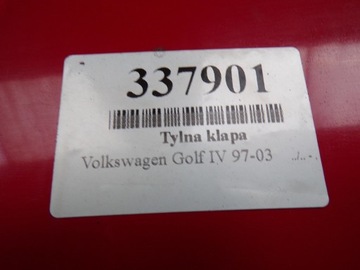 337901
Tylna klapa
Volkswagen Golf IV 97-03